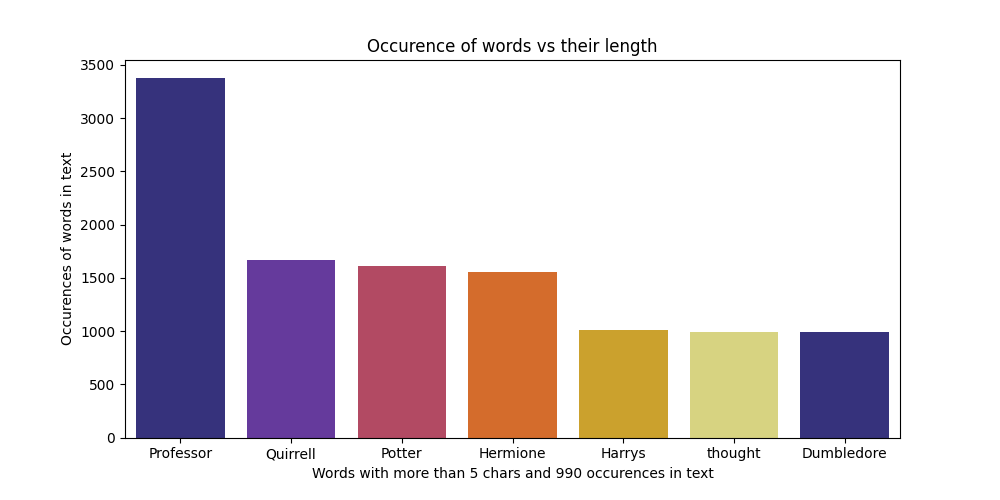 Occurence of words vs their length
Occurences of words in text
3500
3000
2500
2000
1500
1000
500
0
Professor Quirrell Potter Hermione Harrys thought Dumbledore
Words with more than 5 chars and 990 occurences in text